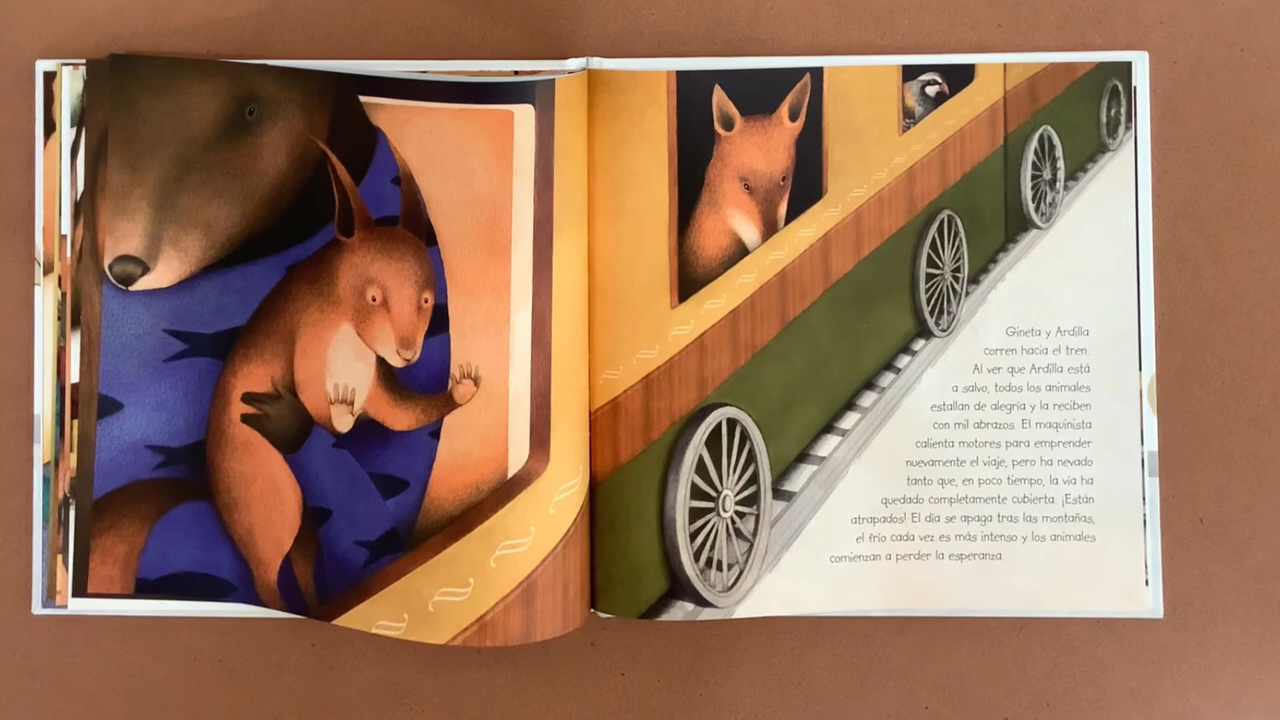 Gineta y Ardilla
corren hacia el tren.
Al ver que Ardilla está
a salvo, todos los animales
estallan de alegría y la reciben
con mil abrazos. El maquinista
calienta motores para emprender
nuevamente el viaje, pero ha nevado
tanto que, en poco tiempo, la vía ha
quedado completamente cubierta. ¡Están
atrapados! El día se apaga tras las montañas,
el frío cada vez es más intenso y los animales
comienzan a perder la esperanza.